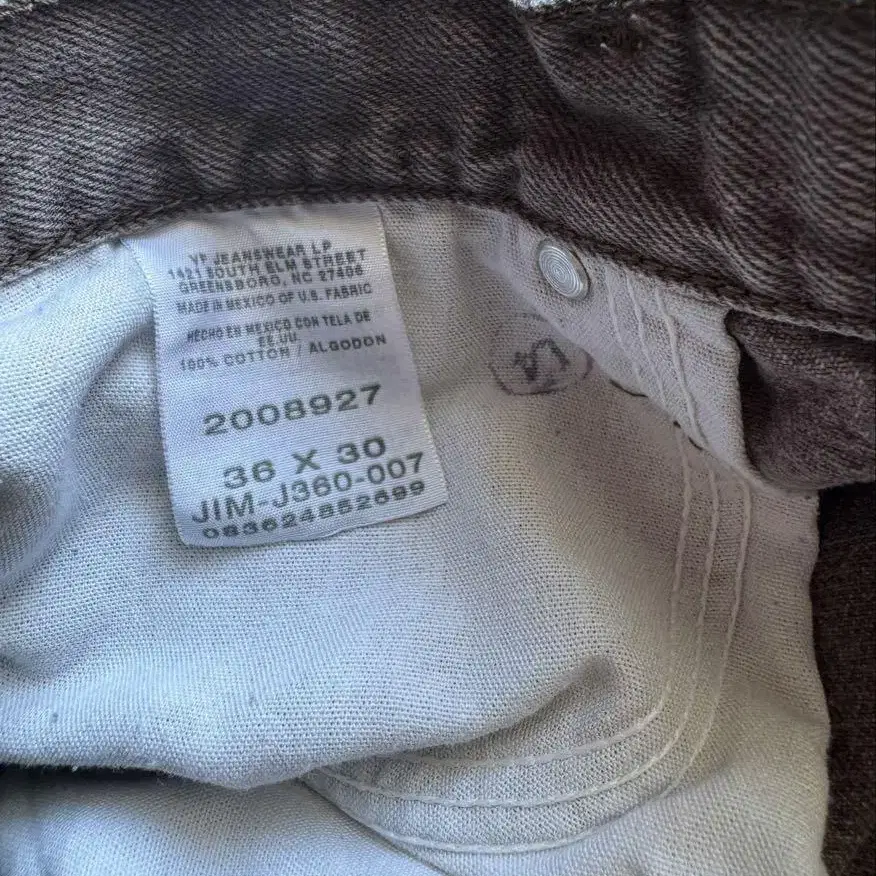 VF JEANSWEAR LP
1421 SOUTH ELM STREET
GREENSBORO, NC 27406
MADE IN MEXICO OF U.S. FABRIC
HECHO EN MEXICO CON TELA DE
EE.UU.
100% COTTON / ALGODON
2008927
36 X 30
JIM-J360-007
083624852699